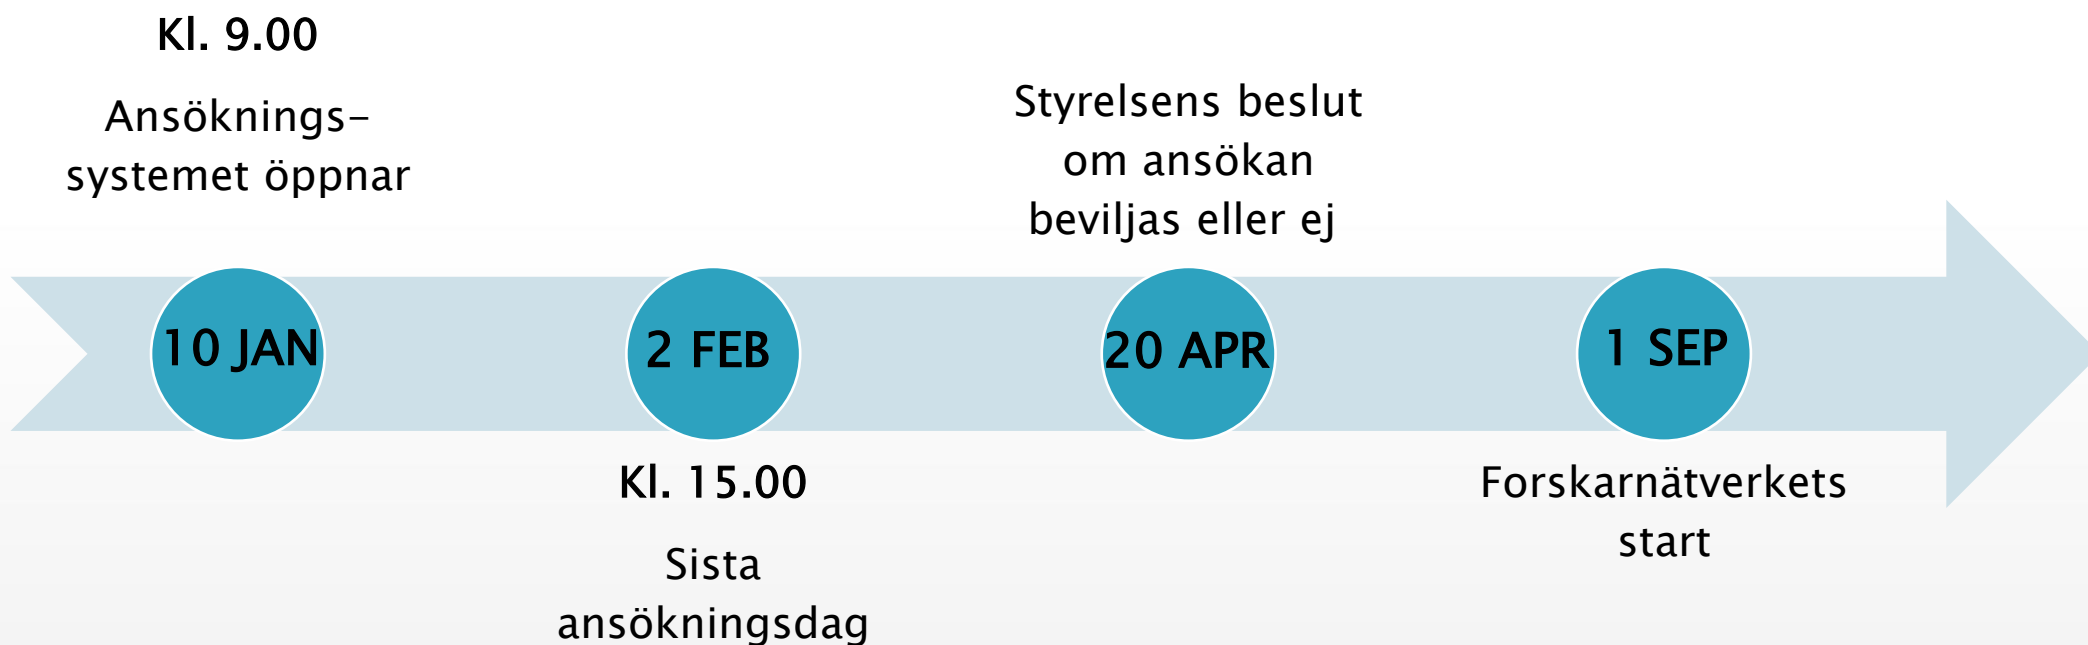 Kl. 9.00
Ansöknings-
systemet öppnar
10 JAN
2 FEB
Kl. 15.00
Sista
ansökningsdag
Styrelsens beslut
om ansökan
beviljas eller ej
20 APR
1 SEP
Forskarnätverkets
start